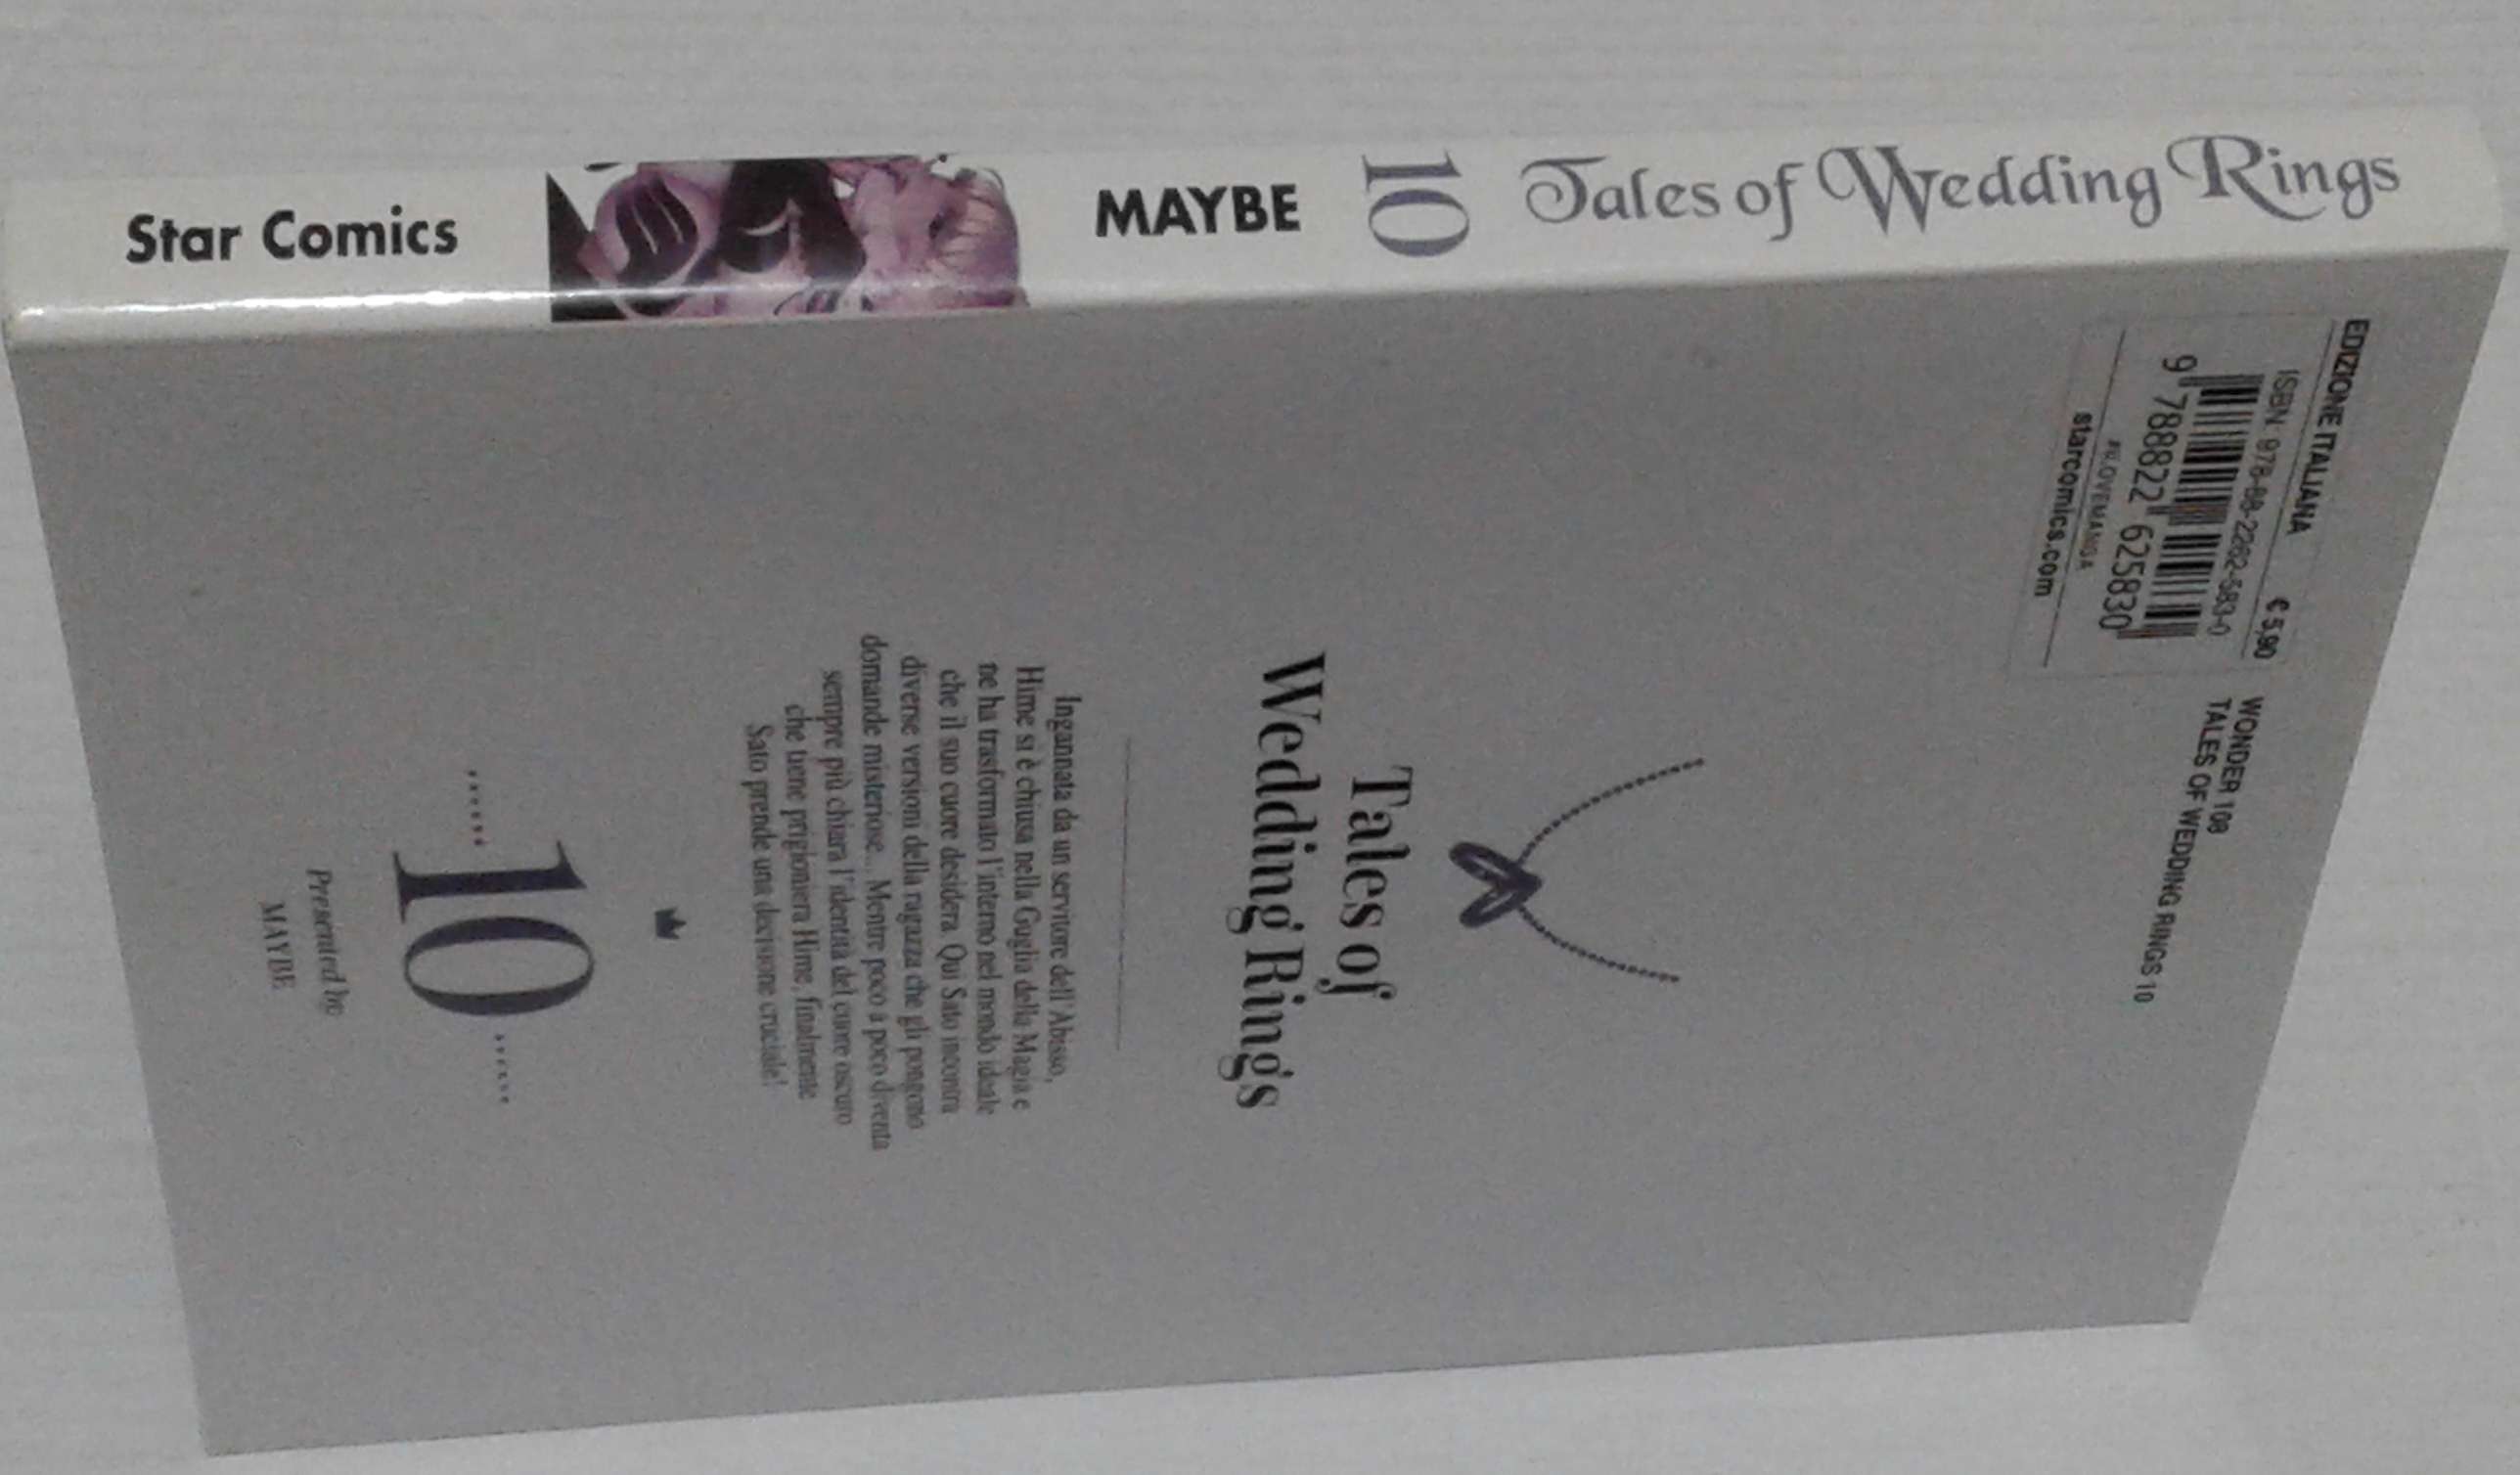 Star Comics
MAYBE
10
Tales of Wedding Rings
EDIZIONE ITALIANA
ISBN 978-88-2262-583-0
€ 5,90
9 788822 625830
#ILOVEMANGA
starcomics.com
WONDER 108
TALES OF WEDDING RINGS 10
Tales of
Wedding Rings
Ingannata da un servitore dell'Abisso,
Hime si è chiusa nella Guglia della Magia e
ne ha trasformato l'interno nel mondo ideale
che il suo cuore desidera. Qui Sato incontra
diverse versioni della ragazza che gli pongono
domande misteriose... Mentre poco a poco diventa
sempre più chiara l'identità del cuore oscuro
che tiene prigioniera Hime, finalmente
Sato prende una decisione cruciale!
10
Presented by
MAYBE